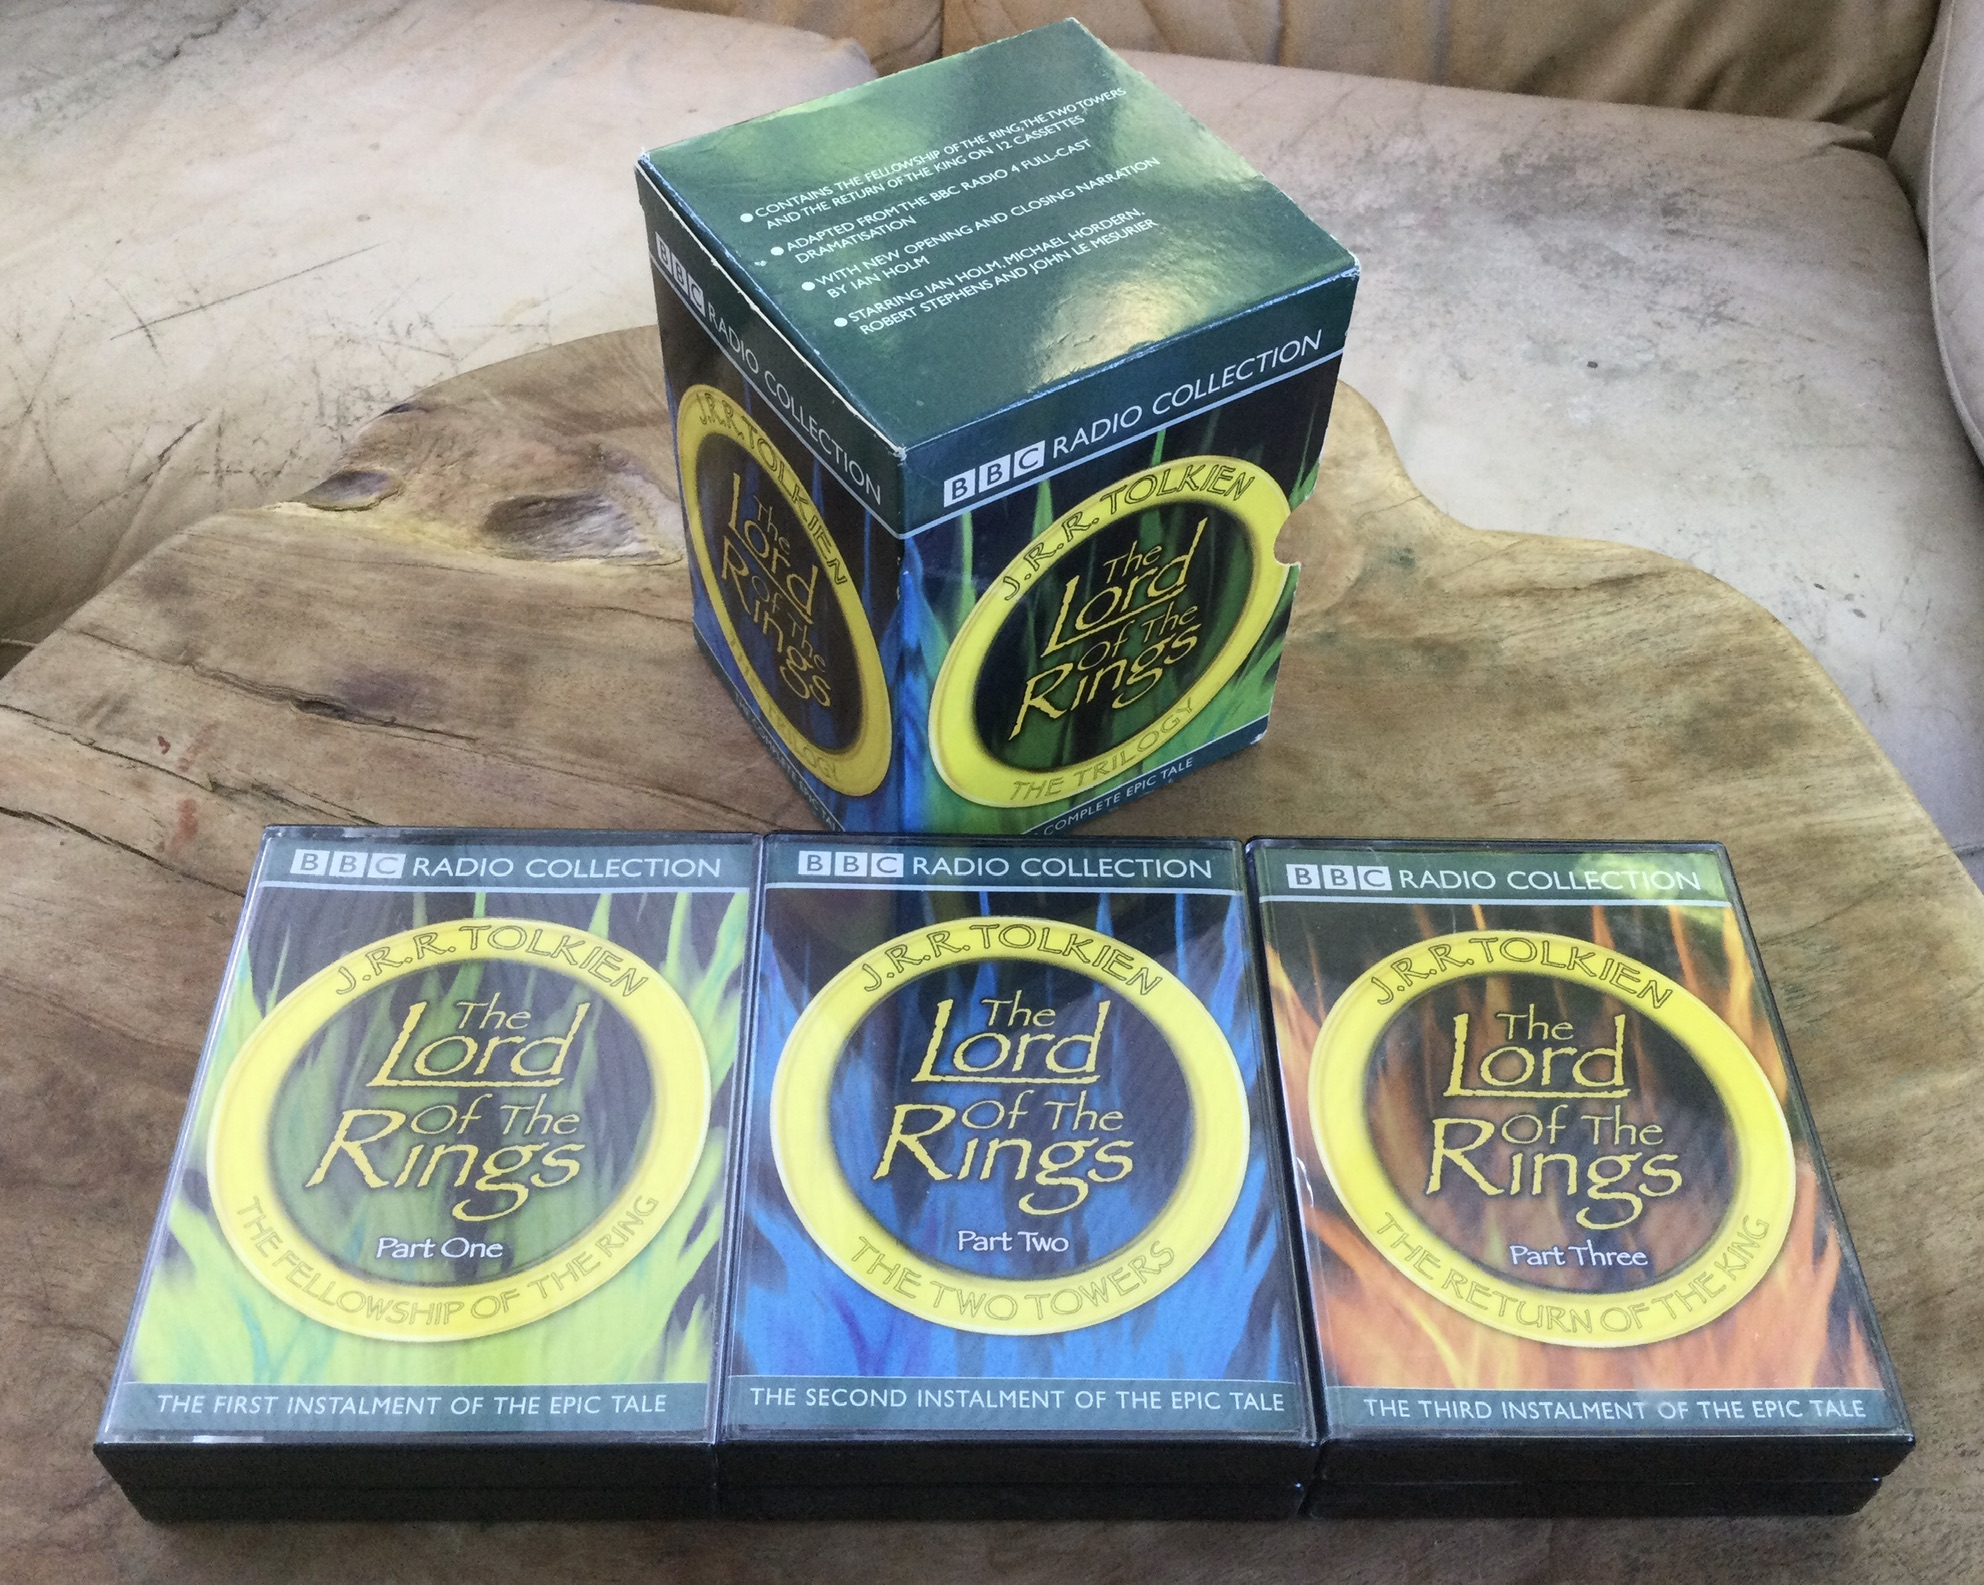 ● CONTAINS THE FELLOWSHIP OF THE RING, THE TWO TOWERS
AND THE RETURN OF THE KING ON 12 CASSETTES
● ADAPTED FROM THE BBC RADIO 4 FULL-CAST
DRAMATISATION
● WITH NEW OPENING AND CLOSING NARRATION
BY IAN HOLM
● STARRING IAN HOLM, MICHAEL HORDERN,
ROBERT STEPHENS AND JOHN LE MESURIER
BBC RADIO COLLECTION
J.R.R. TOLKIEN
The
Lord
Of The
Rings
TRILOGY
COMPLETE EPIC
BBC RADIO COLLECTION
J.R.R. TOLKIEN
The
Lord
Of The
Rings
THE TRILOGY
COMPLETE EPIC TALE
BBC RADIO COLLECTION
J.R.R. TOLKIEN
The
Lord
Of The
Rings
Part One
THE FELLOWSHIP OF THE RING
THE FIRST INSTALMENT OF THE EPIC TALE
BBC RADIO COLLECTION
J.R.R. TOLKIEN
The
Lord
Of The
Rings
Part Two
THE TWO TOWERS
THE SECOND INSTALMENT OF THE EPIC TALE
BBC RADIO COLLECTION
J.R.R. TOLKIEN
The
Lord
Of The
Rings
Part Three
THE RETURN OF THE KING
THE THIRD INSTALMENT OF THE EPIC TALE